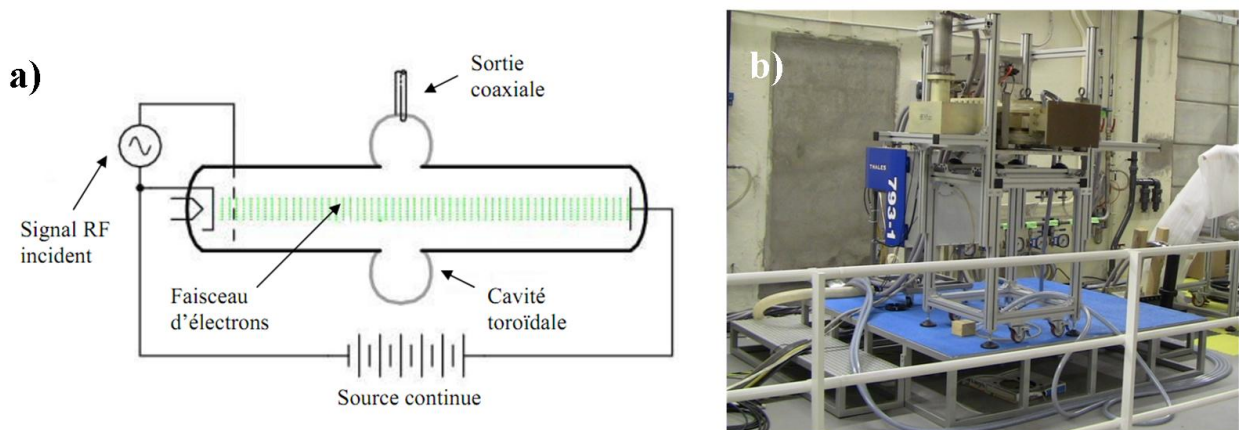 a)
Sortie
coaxiale
Signal RF
incident
Faisceau
d'électrons
Cavité
toroïdale
Source continue
b)
THALES
793-1